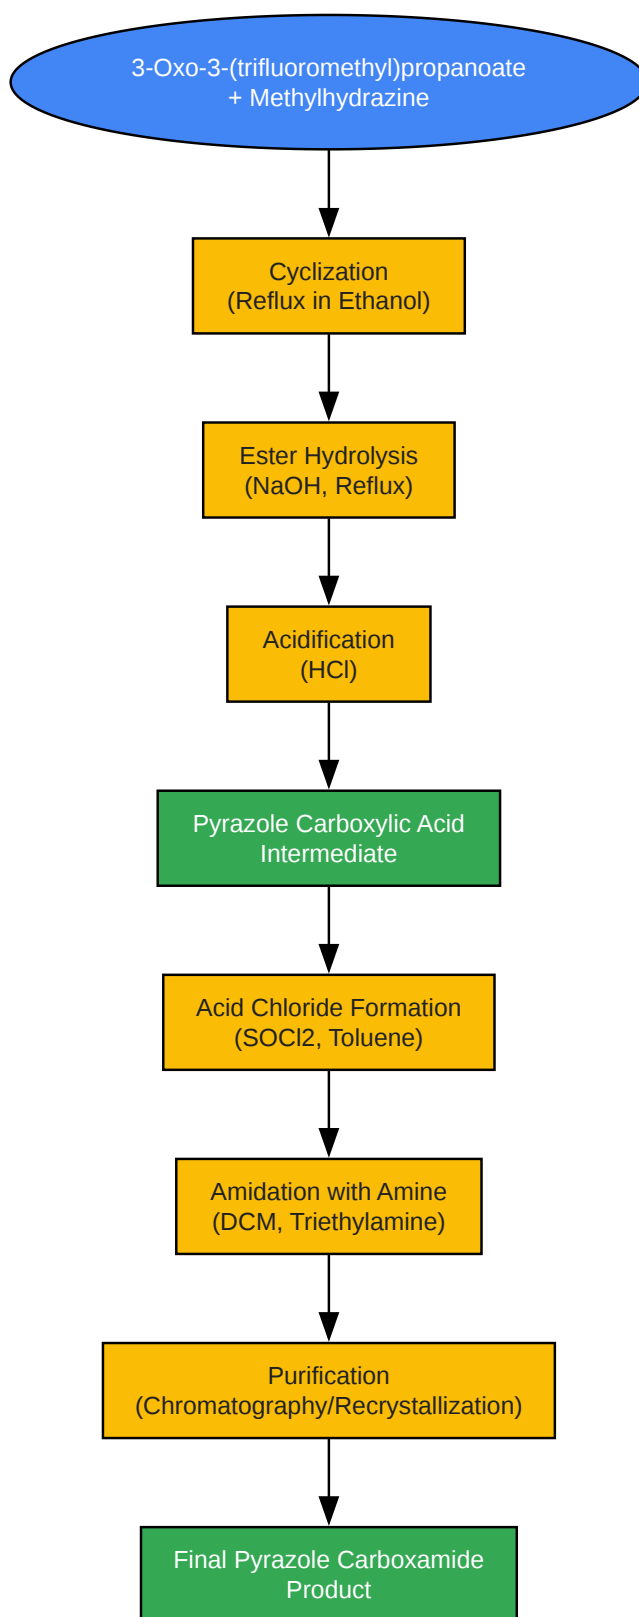 3-Oxo-3-(trifluoromethyl)propanoate
+ Methylhydrazine
Cyclization
(Reflux in Ethanol)
Ester Hydrolysis
(NaOH, Reflux)
Acidification
(HCl)
Pyrazole Carboxylic Acid
Intermediate
Acid Chloride Formation
(SOCl2, Toluene)
Amidation with Amine
(DCM, Triethylamine)
Purification
(Chromatography/Recrystallization)
Final Pyrazole Carboxamide
Product